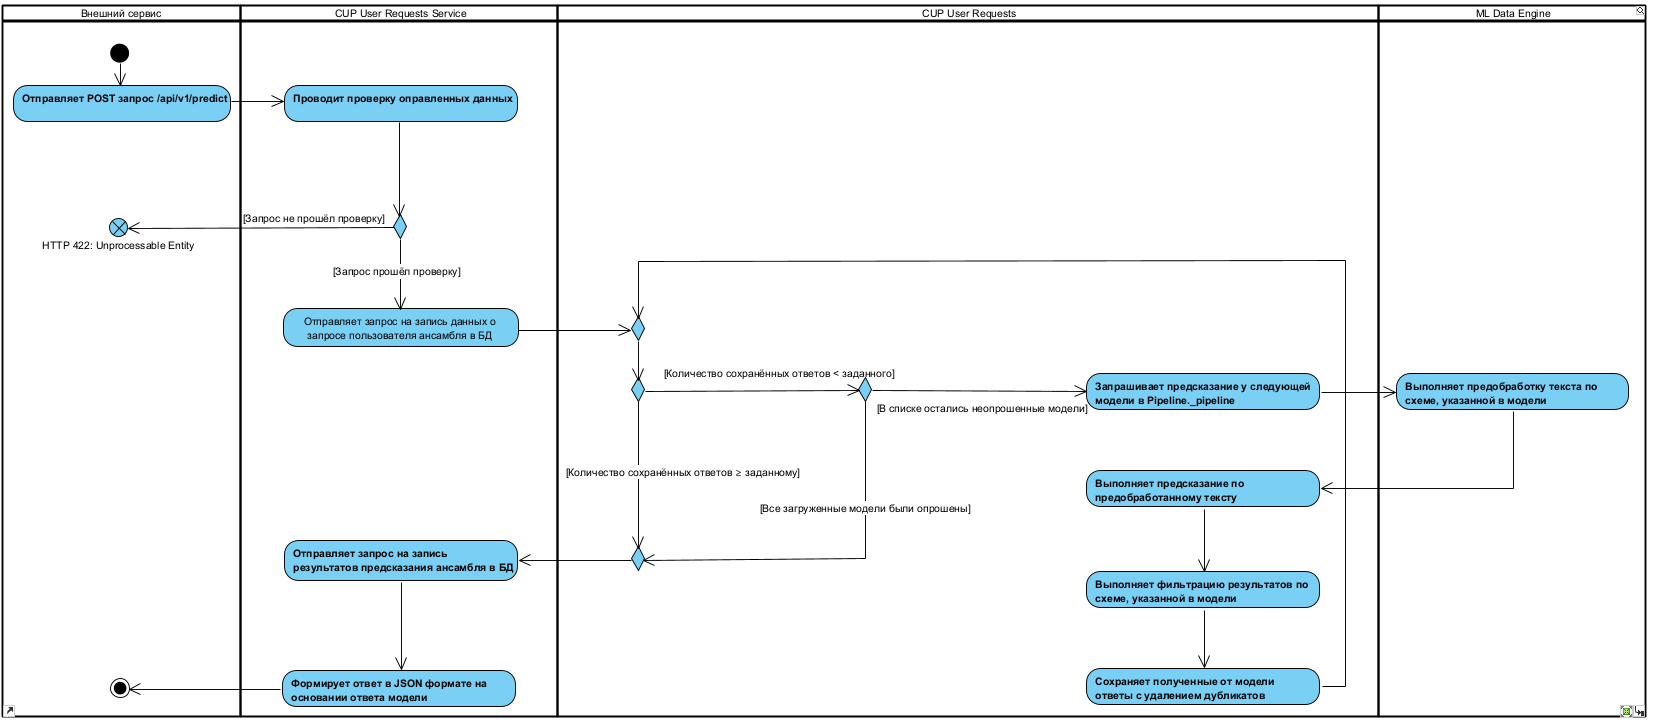 Внешний сервис
CUP User Requests Service
CUP User Requests
ML Data Engine
Отправляет POST запрос /api/v1/predict
Проводит проверку оправленных данных
[Запрос не прошёл проверку]
HTTP 422: Unprocessable Entity
[Запрос прошёл проверку]
Отправляет запрос на запись данных о
запросе пользователя ансамбля в БД
[Количество сохранённых ответов < заданного]
[В списке остались неопрошенные модели]
Запрашивает предсказание у следующей
модели в Pipeline._pipeline
Выполняет предобработку текста по
схеме, указанной в модели
[Количество сохранённых ответов ≥ заданному]
[Все загруженные модели были опрошены]
Выполняет предсказание по
предобработанному тексту
Отправляет запрос на запись
результатов предсказания ансамбля в БД
Выполняет фильтрацию результатов по
схеме, указанной в модели
Формирует ответ в JSON формате на
основании ответа модели
Сохраняет полученные от модели
ответы с удалением дубликатов